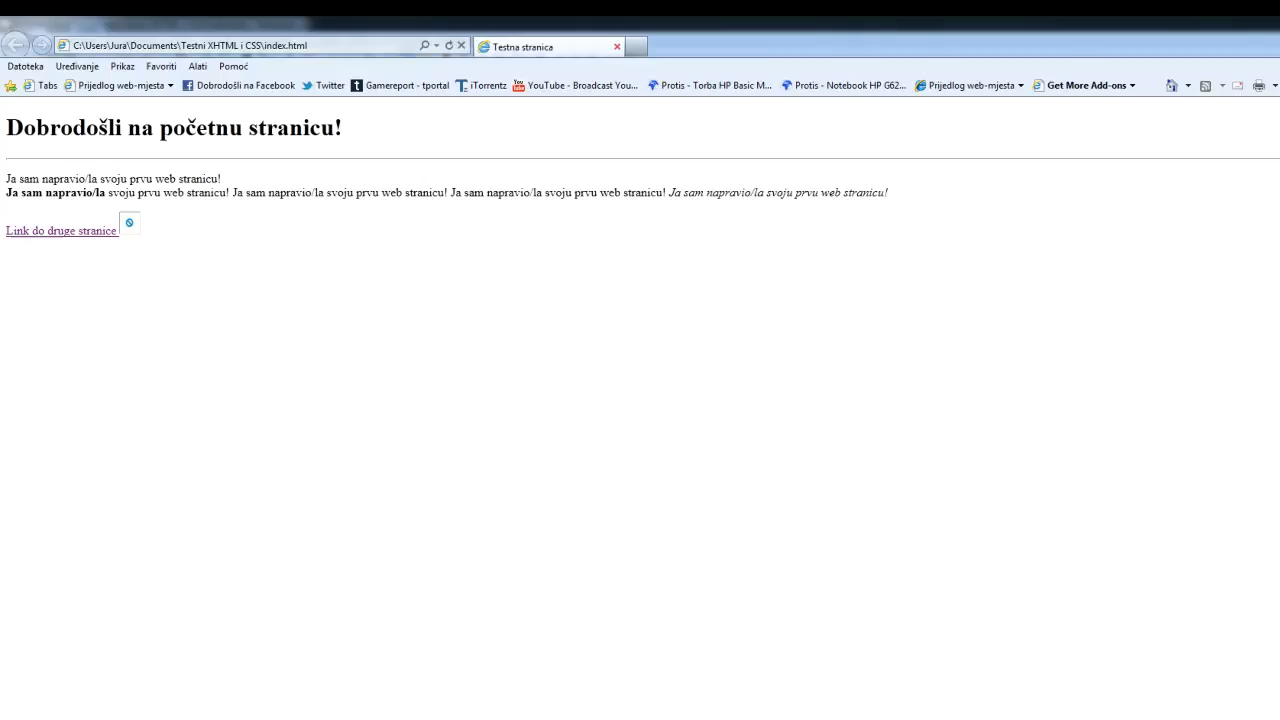 C:\Users\Jura\Documents\Testni XHTML i CSS\index.html
Testna stranica
Datoteka Uređivanje Prikaz Favoriti Alati Pomoć
Tabs Prijedlog web-mjesta Dobrodošli na Facebook Twitter Gamereport - tportal iTorrentz YouTube - Broadcast You... Protis - Torba HP Basic M... Protis - Notebook HP G62... Prijedlog web-mjesta Get More Add-ons
Dobrodošli na početnu stranicu!
Ja sam napravio/la svoju prvu web stranicu!
Ja sam napravio/la svoju prvu web stranicu! Ja sam napravio/la svoju prvu web stranicu! Ja sam napravio/la svoju prvu web stranicu! Ja sam napravio/la svoju prvu web stranicu!
Link do druge stranice